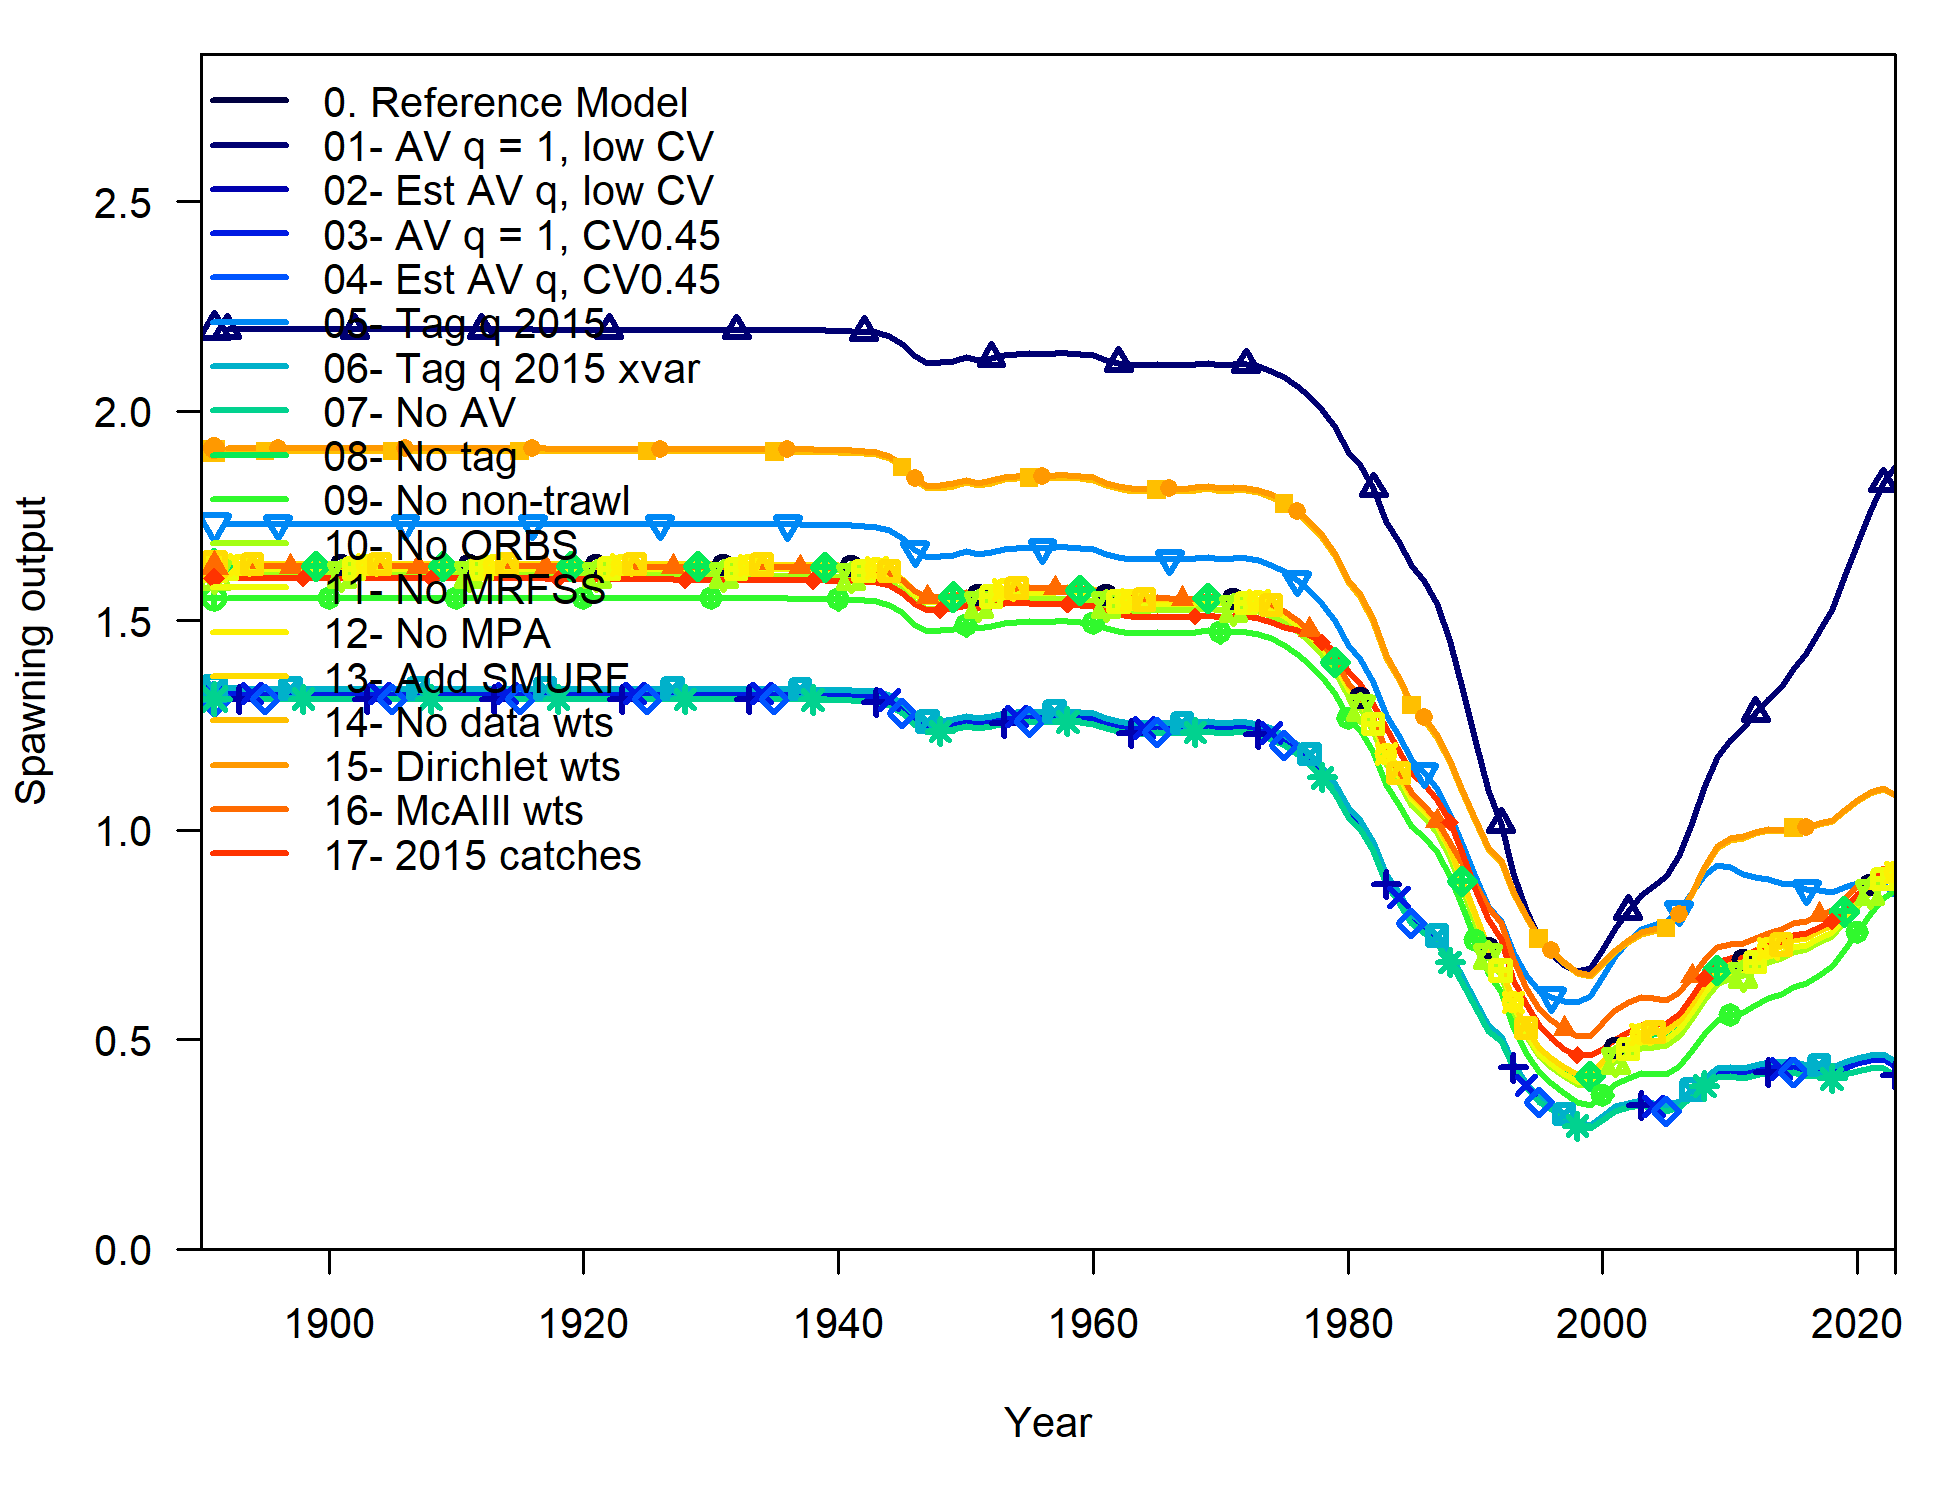 0. Reference Model
01- AV q = 1, low CV
02- Est AV q, low CV
03- AV q = 1, CV0.45
04- Est AV q, CV0.45
05- Tag q 2015
06- Tag q 2015 xvar
07- No AV
08- No tag
09- No non-trawl
10- No ORBS
11- No MRFSS
12- No MPA
13- Add SMURF
14- No data wts
15- Dirichlet wts
16- McAlll wts
17- 2015 catches
Spawning output
2.5
2.0
1.5
1.0
0.5
0.0
1900 1920 1940 1960 1980 2000 2020
Year